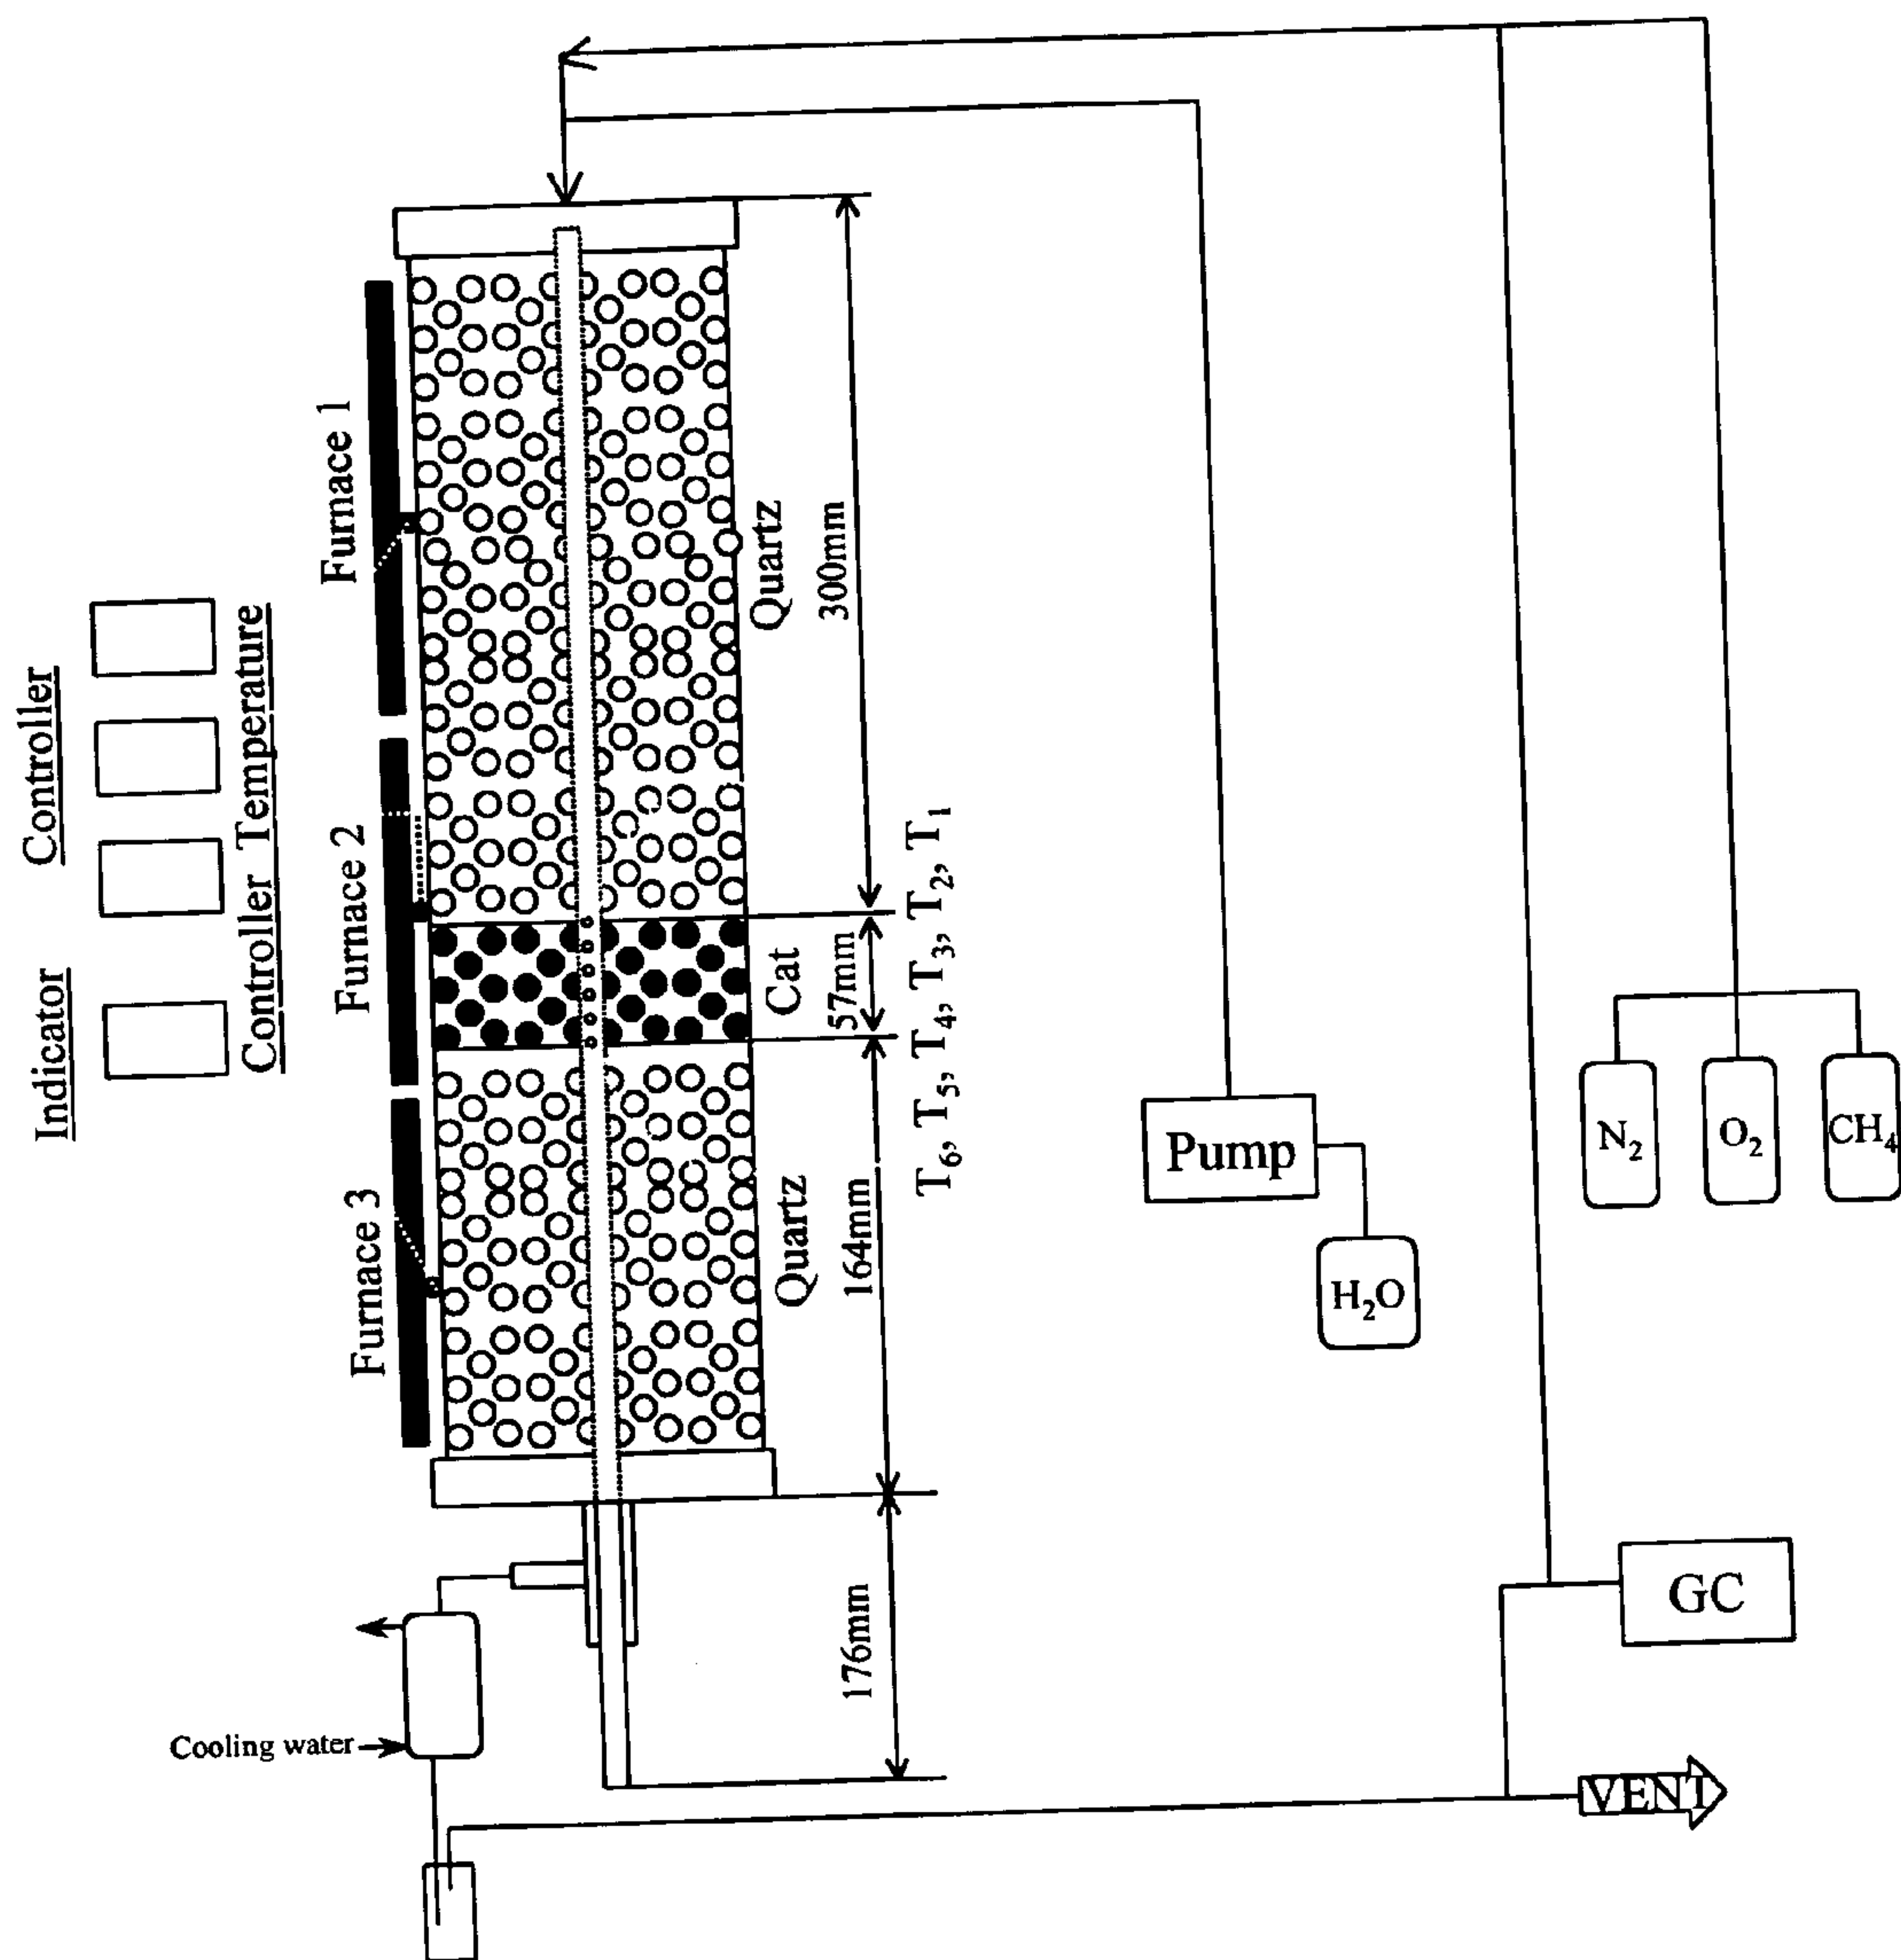 Controller
Indicator
Controller Temperature
Furnace 1
Furnace 2
Furnace 3
Quartz
300mm
Cat
57mm
T₆, T₅, T₄, T₃, T₂, T₁
Quartz
164mm
176mm
Pump
H₂O
N₂
O₂
CH₄
GC
Cooling water
VENT